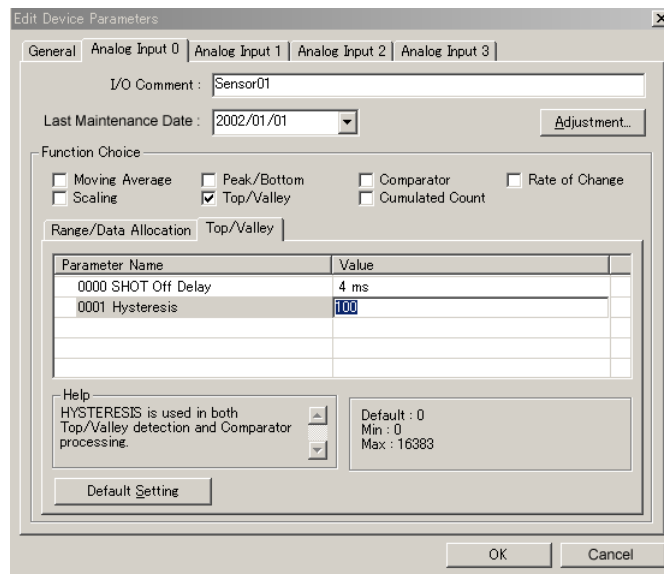 Edit Device Parameters
General Analog Input 0 Analog Input 1 Analog Input 2 Analog Input 3
I/O Comment : Sensor01
Last Maintenance Date : 2002/01/01 Adjustment...
Function Choice
Moving Average Peak/Bottom Comparator Rate of Change
Scaling Top/Valley Cumulated Count
Range/Data Allocation Top/Valley
Parameter Name Value
0000 SHOT Off Delay 4 ms
0001 Hysteresis 100
Help
HYSTERESIS is used in both
Top/Valley detection and Comparator
processing.
Default : 0
Min : 0
Max : 16383
Default Setting
OK Cancel